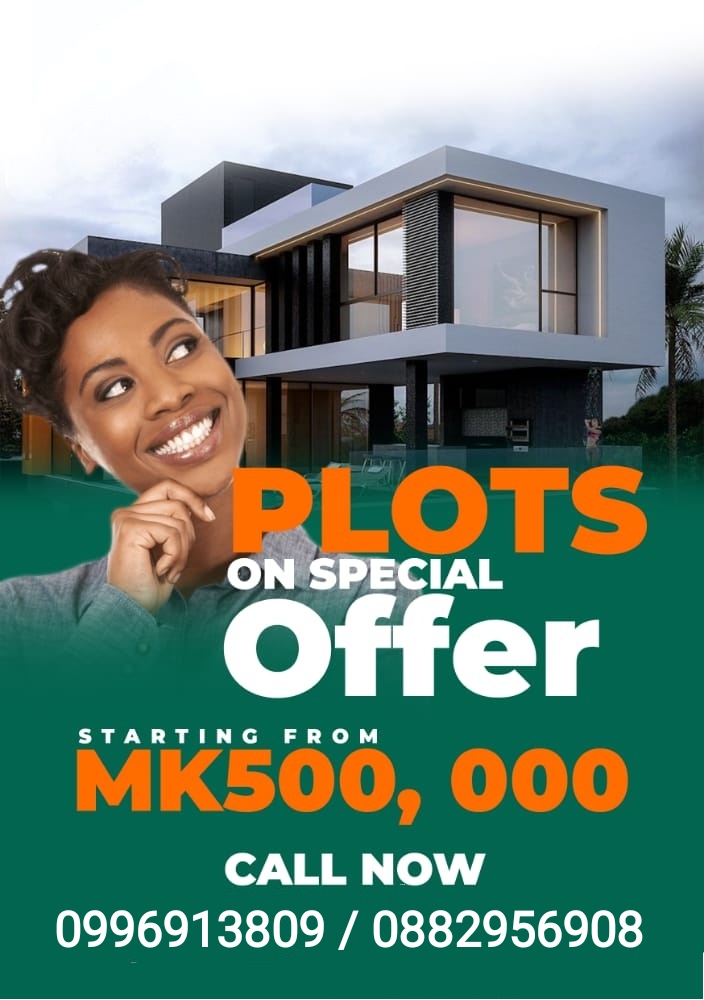 PLOTS
ON SPECIAL
Offer
STARTING FROM
MK500, 000
CALL NOW
0996913809 / 0882956908